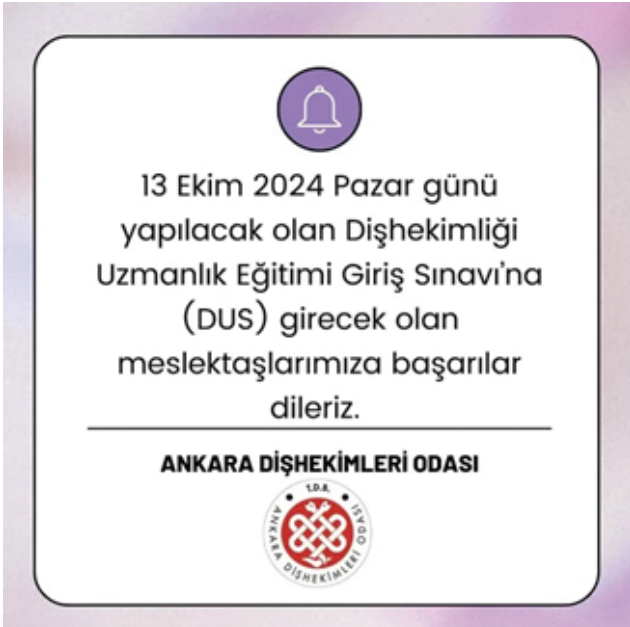 13 Ekim 2024 Pazar günü
yapılacak olan Dişhekimliği
Uzmanlık Eğitimi Giriş Sınavı'na
(DUS) girecek olan
meslektaşlarımıza başarılar
dileriz.
ANKARA DİŞHEKİMLERİ ODASI
T.D.B.
ANKARA DİŞHEKİMLERİ ODASI